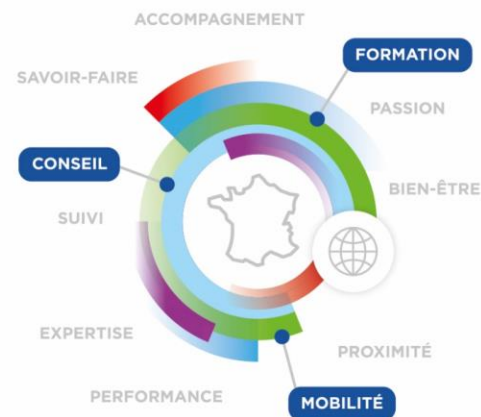 ACCOMPAGNEMENT
FORMATION
SAVOIR-FAIRE
PASSION
CONSEIL
BIEN-ÊTRE
SUIVI
EXPERTISE
PROXIMITÉ
PERFORMANCE
MOBILITÉ